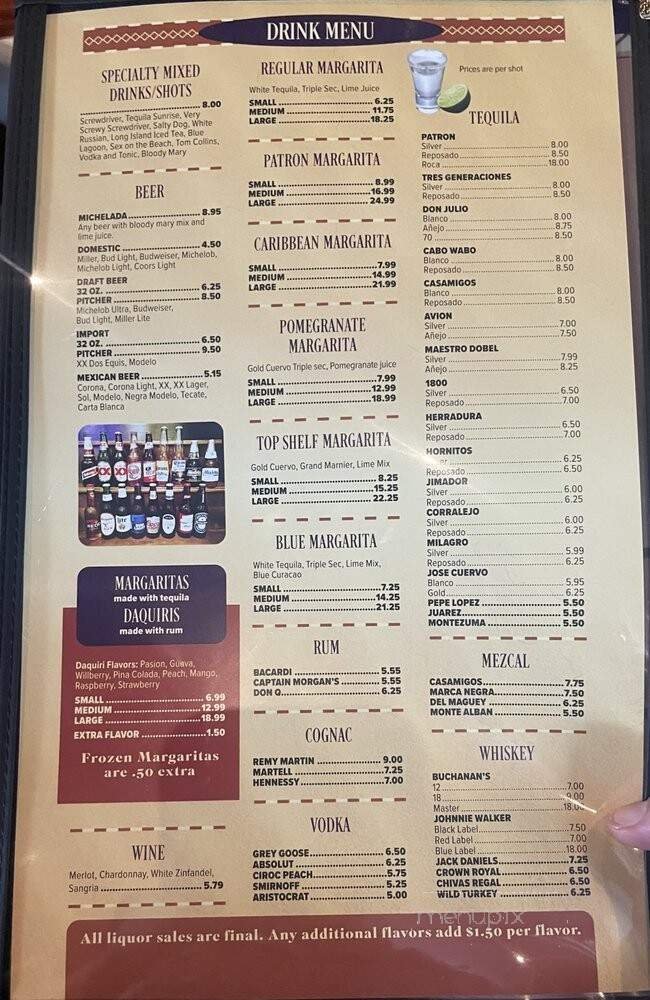 DRINK MENU
SPECIALTY MIXED
DRINKS/SHOTS
8.00
Screwdriver, Tequila Sunrise, Very
Screwy Screwdriver, Salty Dog, White
Russian, Long Island Iced Tea, Blue
Lagoon, Sex on the Beach, Tom Collins,
Vodka and Tonic, Bloody Mary
BEER
MICHELADA 8.95
Any beer with bloody mary mix and
lime juice.
DOMESTIC 4.50
Miller, Bud Light, Budweiser, Michelob,
Michelob Light, Coors Light
DRAFT BEER
32 OZ. 6.25
PITCHER 8.50
Michelob Ultra, Budweiser,
Bud Light, Miller Lite
IMPORT
32 OZ. 6.50
PITCHER 9.50
XX Dos Equis, Modelo
MEXICAN BEER 5.15
Corona, Corona Light, XX, XX Lager,
Sol, Modelo, Negra Modelo, Tecate,
Carta Blanca
MARGARITAS
made with tequila
DAQUIRIS
made with rum
Daquiri Flavors: Pasion, Guava,
Willberry, Pina Colada, Peach, Mango,
Raspberry, Strawberry
SMALL 6.99
MEDIUM 12.99
LARGE 18.99
EXTRA FLAVOR 1.50
Frozen Margaritas
are .50 extra
WINE
Merlot, Chardonnay, White Zinfandel,
Sangria 5.79
REGULAR MARGARITA
White Tequila, Triple Sec, Lime Juice
SMALL 6.25
MEDIUM 11.75
LARGE 18.25
PATRON MARGARITA
SMALL 8.99
MEDIUM 16.99
LARGE 24.99
CARIBBEAN MARGARITA
SMALL 7.99
MEDIUM 14.99
LARGE 21.99
POMEGRANATE
MARGARITA
Gold Cuervo Triple sec, Pomegranate juice
SMALL 7.99
MEDIUM 12.99
LARGE 18.99
TOP SHELF MARGARITA
Gold Cuervo, Grand Marnier, Lime Mix
SMALL 8.25
MEDIUM 15.25
LARGE 22.25
BLUE MARGARITA
White Tequila, Triple Sec, Lime Mix,
Blue Curacao
SMALL 7.25
MEDIUM 14.25
LARGE 21.25
RUM
BACARDI 5.55
CAPTAIN MORGAN'S 5.55
DON Q 6.25
COGNAC
REMY MARTIN 9.00
MARTELL 7.25
HENNESSY 7.00
VODKA
GREY GOOSE 6.50
ABSOLUT 6.25
CIROC PEACH 5.75
SMIRNOFF 5.25
ARISTOCRAT 5.00
Prices are per shot
TEQUILA
PATRON
Silver 8.00
Reposado 8.50
Roca 18.00
TRES GENERACIONES
Silver 8.00
Reposado 8.50
DON JULIO
Blanco 8.00
Añejo 8.75
70 8.50
CABO WABO
Blanco 8.00
Reposado 8.50
CASAMIGOS
Blanco 8.00
Reposado 8.50
AVION
Silver 7.00
Añejo 7.50
MAESTRO DOBEL
Silver 7.99
Añejo 8.25
1800
Silver 6.50
Reposado 7.00
HERRADURA
Silver 6.50
Reposado 7.00
HORNITOS
6.25
Reposado 6.50
JIMADOR
Silver 6.00
Reposado 6.25
CORRALEJO
Silver 6.00
Reposado 6.25
MILAGRO
Silver 5.99
Reposado 6.25
JOSE CUERVO
Blanco 5.95
Gold 6.25
PEPE LOPEZ 5.50
JUAREZ 5.50
MONTEZUMA 5.50
MEZCAL
CASAMIGOS 7.75
MARCA NEGRA 7.50
DEL MAGUEY 6.25
MONTE ALBAN 5.50
WHISKEY
BUCHANAN'S
12 7.00
18 9.00
Master 18.00
JOHNNIE WALKER
Black Label 7.50
Red Label 7.00
Blue Label 18.00
JACK DANIELS 7.25
CROWN ROYAL 6.50
CHIVAS REGAL 6.50
WILD TURKEY 6.25
menupix
All liquor sales are final. Any additional flavors add $1.50 per flavor.